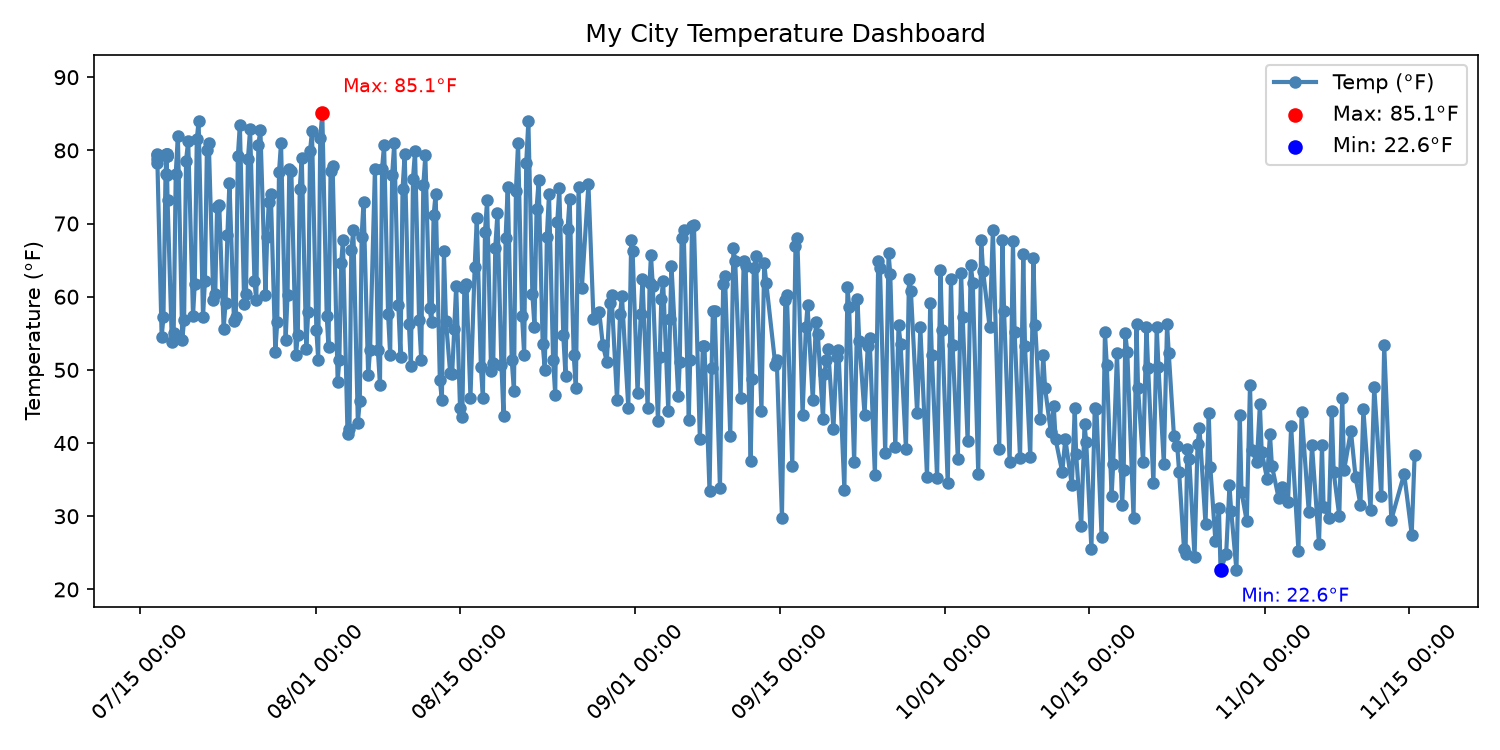 My City Temperature Dashboard
Max: 85.1°F
Temp (°F)
Max: 85.1°F
Min: 22.6°F
Temperature (°F)
90
80
70
60
50
40
30
20
Min: 22.6°F
07/15 00:00
08/01 00:00
08/15 00:00
09/01 00:00
09/15 00:00
10/01 00:00
10/15 00:00
11/01 00:00
11/15 00:00